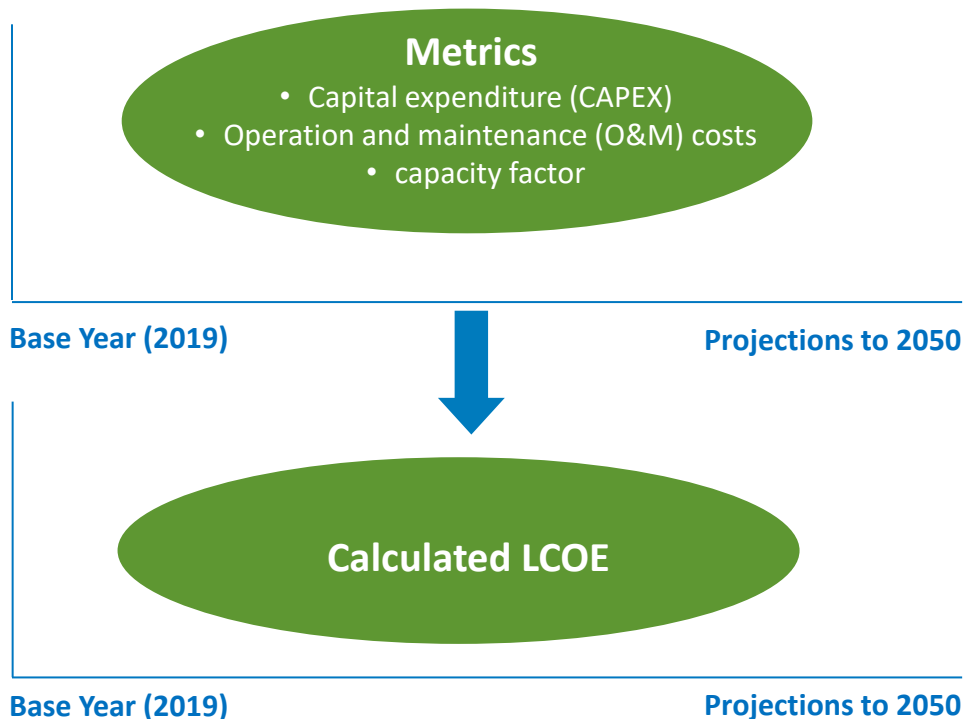 Metrics
• Capital expenditure (CAPEX)
• Operation and maintenance (O&M) costs
• capacity factor
Base Year (2019)
Projections to 2050
Calculated LCOE
Base Year (2019)
Projections to 2050